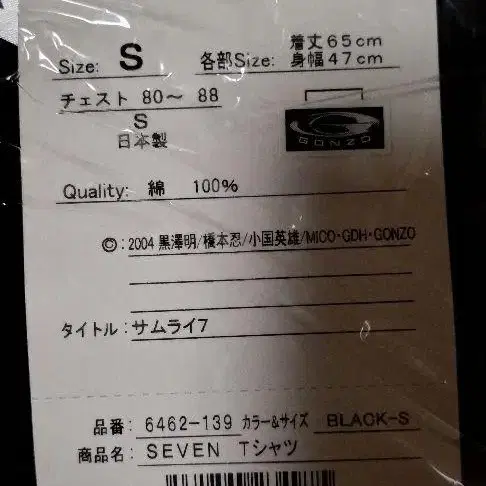 Size: S 各部Size: 着丈65cm
身幅47cm
チェスト 80～ 88
S
日本製
GONZO
Quality: 綿 100%
©:2004 黒澤明/橋本忍/小国英雄/MICO・GDH・GONZO
タイトル:サムライ7
品番: 6462-139 カラー&サイズ BLACK-S
商品名: SEVEN Tシャツ